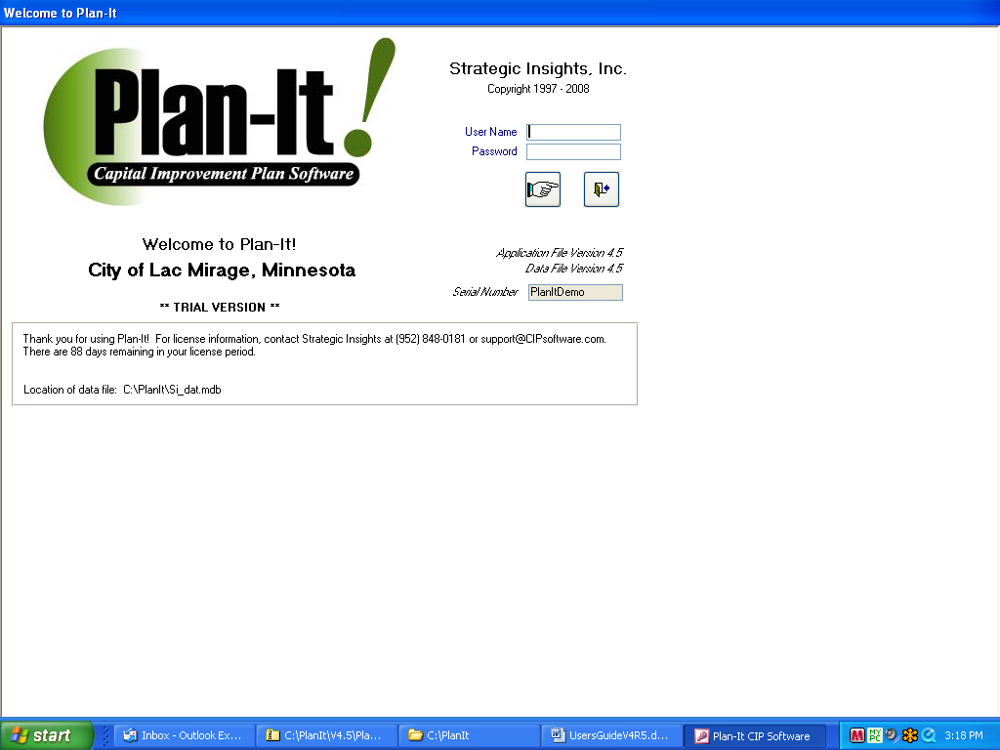 Welcome to Plan-It
Plan-It!
Capital Improvement Plan Software
Strategic Insights, Inc.
Copyright 1997 - 2008
User Name
Password
Welcome to Plan-It!
City of Lac Mirage, Minnesota
** TRIAL VERSION **
Application File Version 4.5
Data File Version 4.5
Serial Number PlanItDemo
Thank you for using Plan-It! For license information, contact Strategic Insights at (952) 848-0181 or support@CIPsoftware.com.
There are 88 days remaining in your license period.
Location of data file: C:\PlanIt\Si_dat.mdb
start Inbox - Outlook Ex... C:\PlanIt\V4.5\Pla... C:\PlanIt UsersGuideV4R5.d... Plan-It CIP Software MY PC 3:18 PM